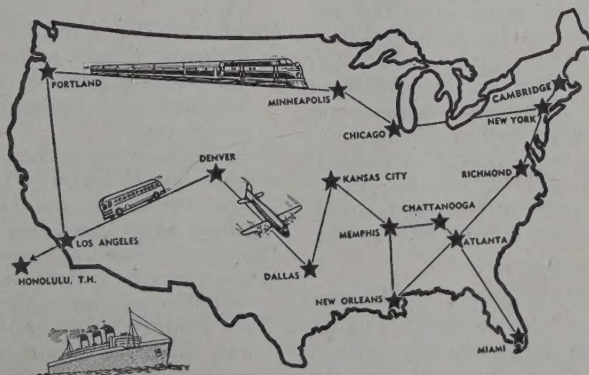 PORTLAND
MINNEAPOLIS
CAMBRIDGE
NEW YORK
CHICAGO
DENVER
KANSAS CITY
RICHMOND
CHATTANOOGA
MEMPHIS
ATLANTA
LOS ANGELES
HONOLULU, T.H.
DALLAS
NEW ORLEANS
MIAMI